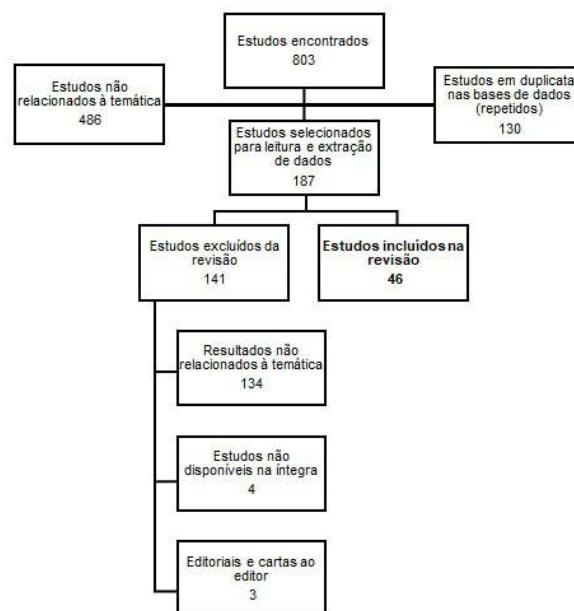 Estudos encontrados
803
Estudos não
relacionados à temática
486
Estudos em duplicata
nas bases de dados
(repetidos)
130
Estudos selecionados
para leitura e extração
de dados
187
Estudos excluídos da
revisão
141
Estudos incluídos na
revisão
46
Resultados não
relacionados à temática
134
Estudos não
disponíveis na íntegra
4
Editoriais e cartas ao
editor
3